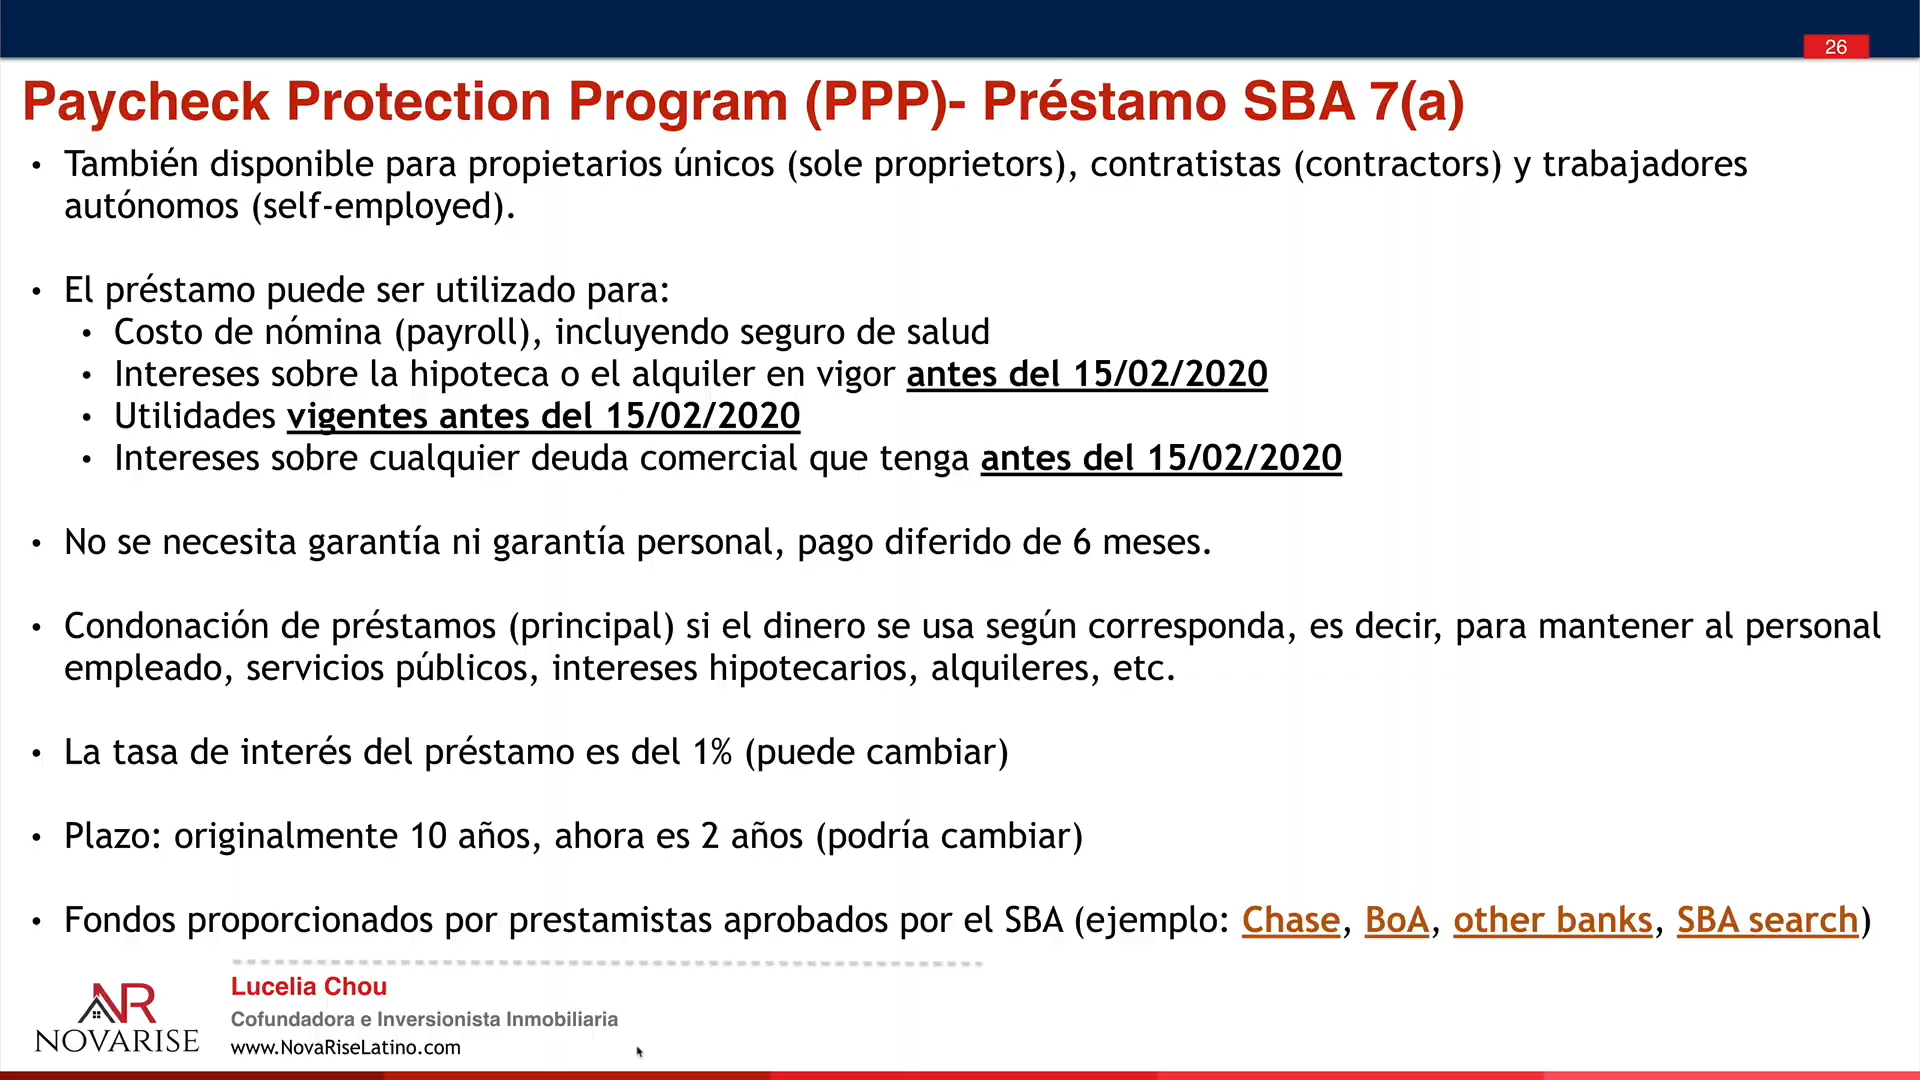 26
Paycheck Protection Program (PPP)- Préstamo SBA 7(a)
• También disponible para propietarios únicos (sole proprietors), contratistas (contractors) y trabajadores
autónomos (self-employed).
• El préstamo puede ser utilizado para:
• Costo de nómina (payroll), incluyendo seguro de salud
• Intereses sobre la hipoteca o el alquiler en vigor antes del 15/02/2020
• Utilidades vigentes antes del 15/02/2020
• Intereses sobre cualquier deuda comercial que tenga antes del 15/02/2020
• No se necesita garantía ni garantía personal, pago diferido de 6 meses.
• Condonación de préstamos (principal) si el dinero se usa según corresponda, es decir, para mantener al personal
empleado, servicios públicos, intereses hipotecarios, alquileres, etc.
• La tasa de interés del préstamo es del 1% (puede cambiar)
• Plazo: originalmente 10 años, ahora es 2 años (podría cambiar)
• Fondos proporcionados por prestamistas aprobados por el SBA (ejemplo: Chase, BoA, other banks, SBA search)
NR
NOVARISE
Lucelia Chou
Cofundadora e Inversionista Inmobiliaria
www.NovaRiseLatino.com